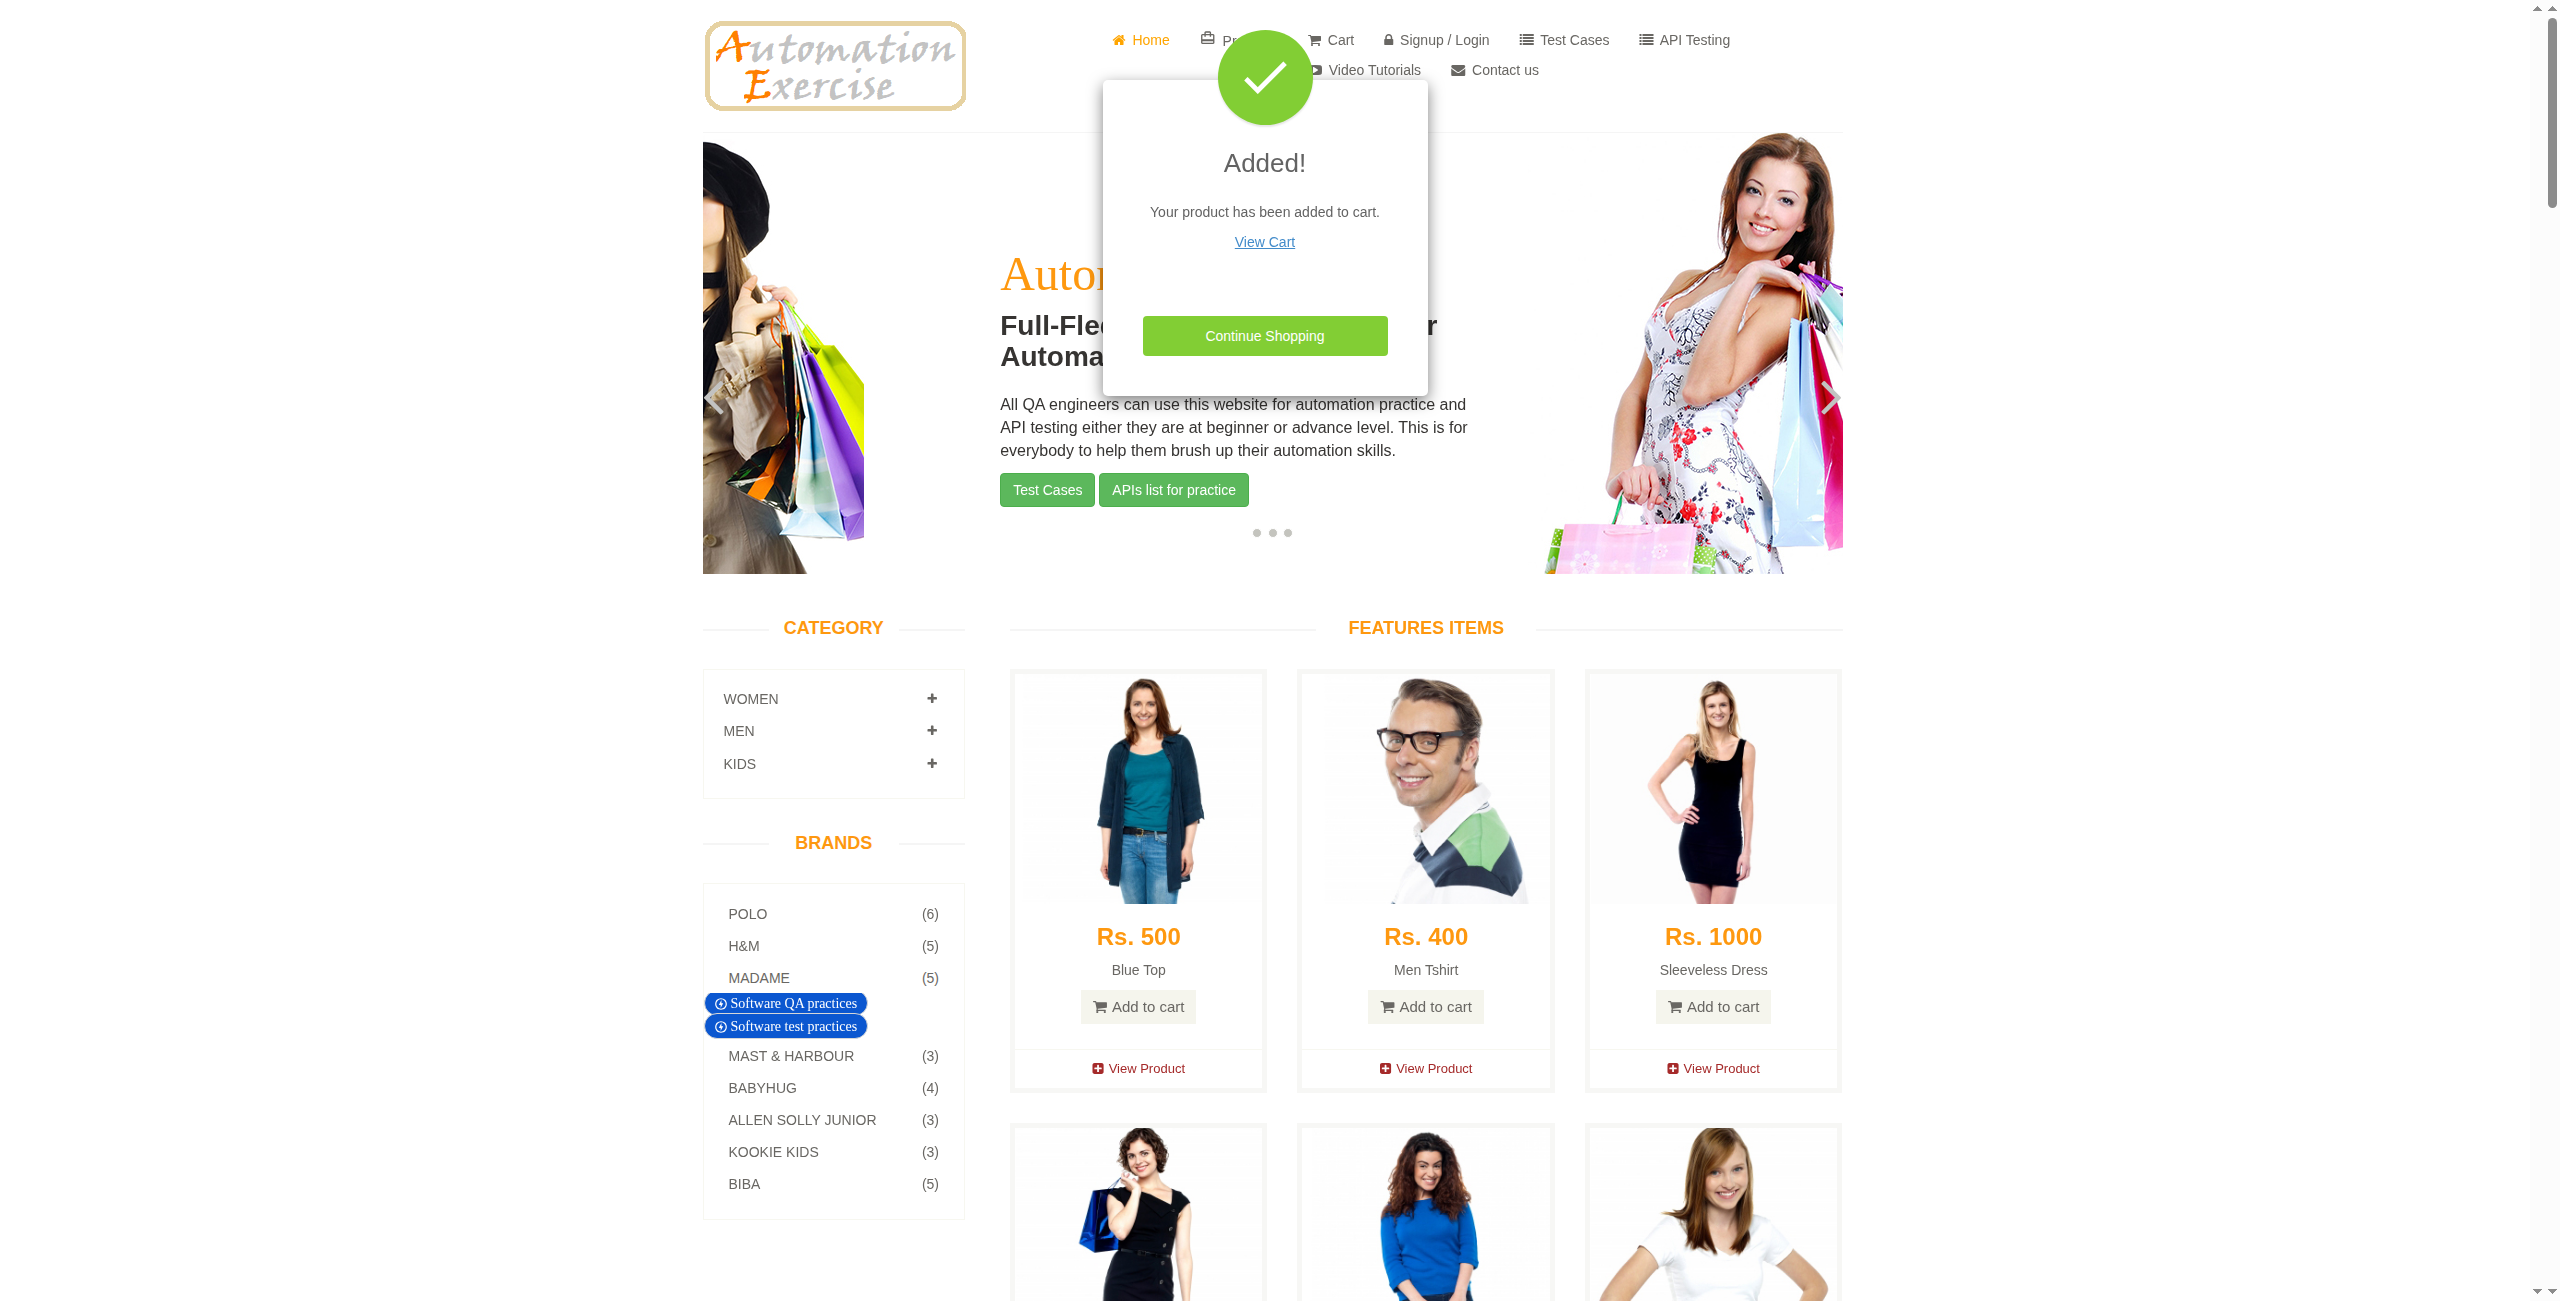 Automation
Exercise
Home
Pr
Cart
Signup / Login
Test Cases
API Testing
Video Tutorials
Contact us
Added!
Your product has been added to cart.
View Cart
Continue Shopping
Auto
Full-Fle
r
Automa
All QA engineers can use this website for automation practice and
API testing either they are at beginner or advance level. This is for
everybody to help them brush up their automation skills.
Test Cases
APIs list for practice
CATEGORY
WOMEN
MEN
KIDS
BRANDS
POLO (6)
H&M (5)
MADAME (5)
Software QA practices
Software test practices
MAST & HARBOUR (3)
BABYHUG (4)
ALLEN SOLLY JUNIOR (3)
KOOKIE KIDS (3)
BIBA (5)
FEATURES ITEMS
Rs. 500
Blue Top
Add to cart
View Product
Rs. 400
Men Tshirt
Add to cart
View Product
Rs. 1000
Sleeveless Dress
Add to cart
View Product